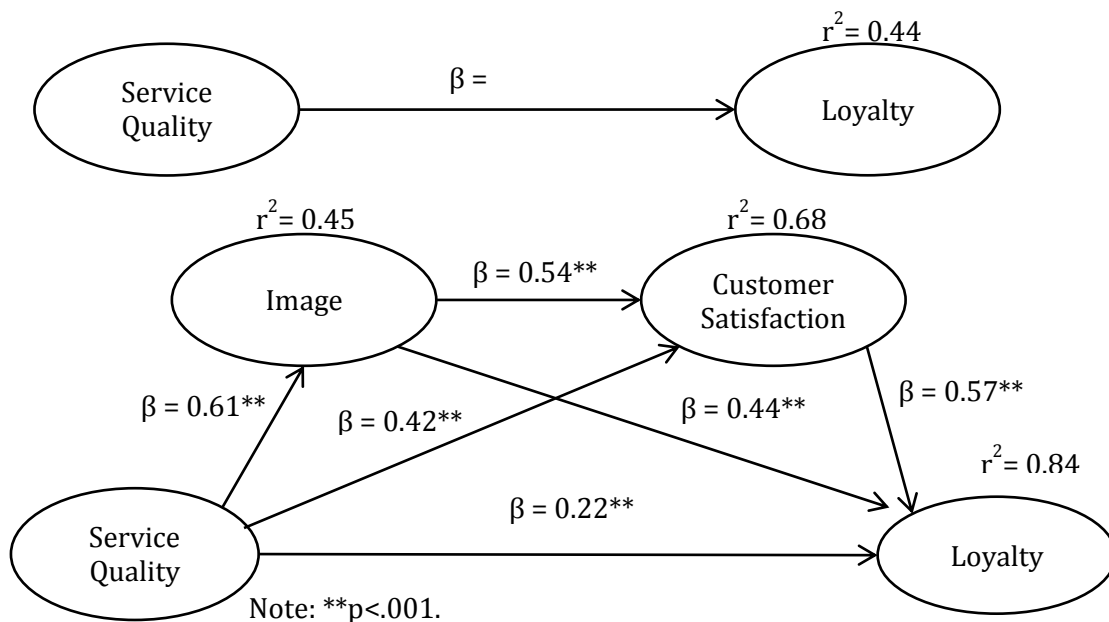 r² = 0.44
Service
Quality
β =
Loyalty
r² = 0.45
r² = 0.68
Image
β = 0.54**
Customer
Satisfaction
β = 0.61**
β = 0.42**
β = 0.44**
β = 0.57**
r² = 0.84
Service
Quality
β = 0.22**
Loyalty
Note: **p<.001.